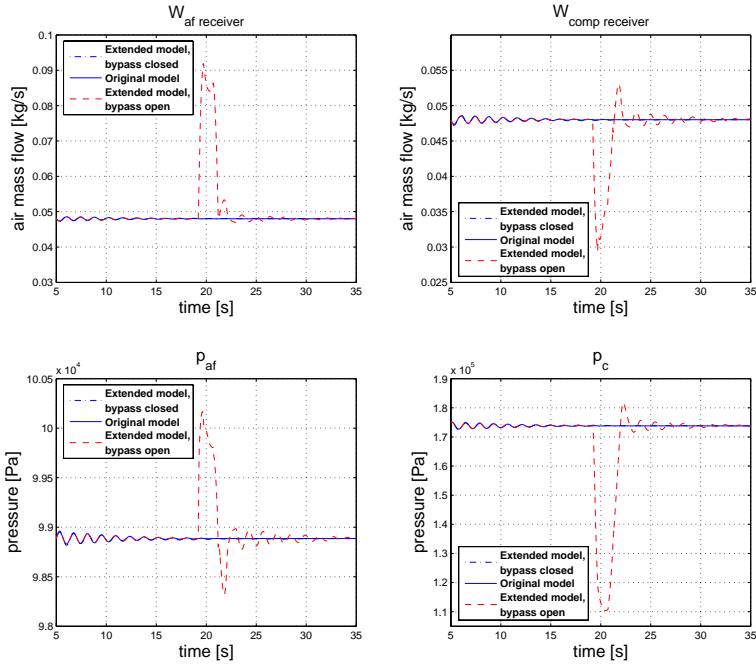 W_af receiver
air mass flow [kg/s]
0.1
0.09
0.08
0.07
0.06
0.05
0.04
0.03
Extended model,
bypass closed
Original model
Extended model,
bypass open
5 10 15 20 25 30 35
time [s]
W_comp receiver
air mass flow [kg/s]
0.055
0.05
0.045
0.04
0.035
0.03
0.025
Extended model,
bypass closed
Original model
Extended model,
bypass open
5 10 15 20 25 30 35
time [s]
p_af
x 10^4
pressure [Pa]
10.05
10
9.95
9.9
9.85
9.8
Extended model,
bypass closed
Original model
Extended model,
bypass open
5 10 15 20 25 30 35
time [s]
p_c
x 10^5
pressure [Pa]
1.9
1.8
1.7
1.6
1.5
1.4
1.3
1.2
1.1
Extended model,
bypass closed
Original model
Extended model,
bypass open
5 10 15 20 25 30 35
time [s]